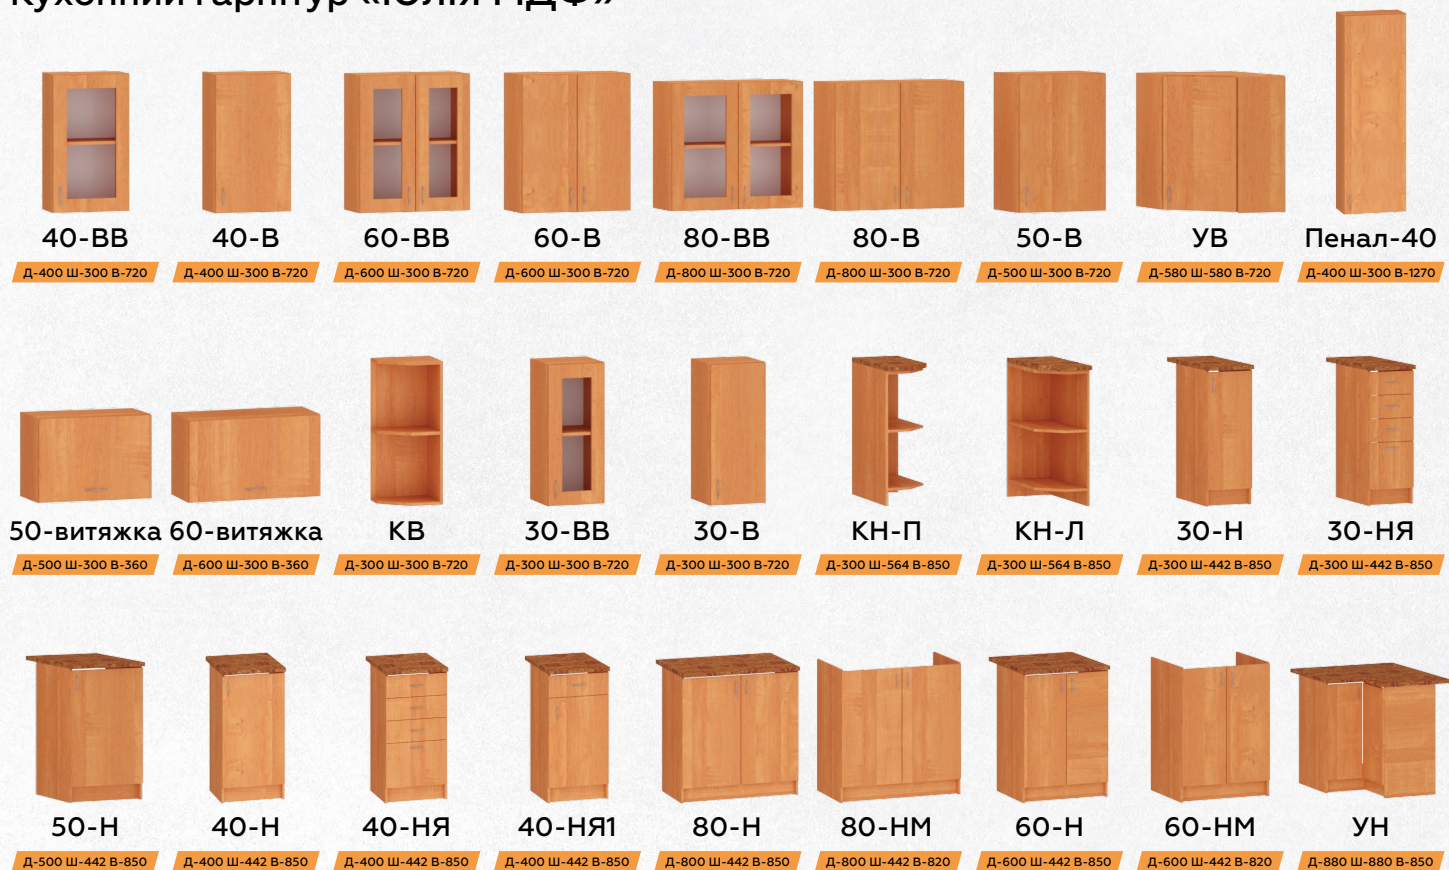 Кухонний гарнітур «Юлія МДФ»
40-ВВ 40-В 60-ВВ 60-В 80-ВВ 80-В 50-В УВ Пенал-40
Д-400 Ш-300 В-720 Д-400 Ш-300 В-720 Д-600 Ш-300 В-720 Д-600 Ш-300 В-720 Д-800 Ш-300 В-720 Д-800 Ш-300 В-720 Д-500 Ш-300 В-720 Д-580 Ш-580 В-720 Д-400 Ш-300 В-1270
50-витяжка 60-витяжка КВ 30-ВВ 30-В КН-П КН-Л 30-Н 30-НЯ
Д-500 Ш-300 В-360 Д-600 Ш-300 В-360 Д-300 Ш-300 В-720 Д-300 Ш-300 В-720 Д-300 Ш-300 В-720 Д-300 Ш-564 В-850 Д-300 Ш-564 В-850 Д-300 Ш-442 В-850 Д-300 Ш-442 В-850
50-Н 40-Н 40-НЯ 40-НЯ1 80-Н 80-НМ 60-Н 60-НМ УН
Д-500 Ш-442 В-850 Д-400 Ш-442 В-850 Д-400 Ш-442 В-850 Д-400 Ш-442 В-850 Д-800 Ш-442 В-850 Д-800 Ш-442 В-820 Д-600 Ш-442 В-850 Д-600 Ш-442 В-820 Д-880 Ш-880 В-850